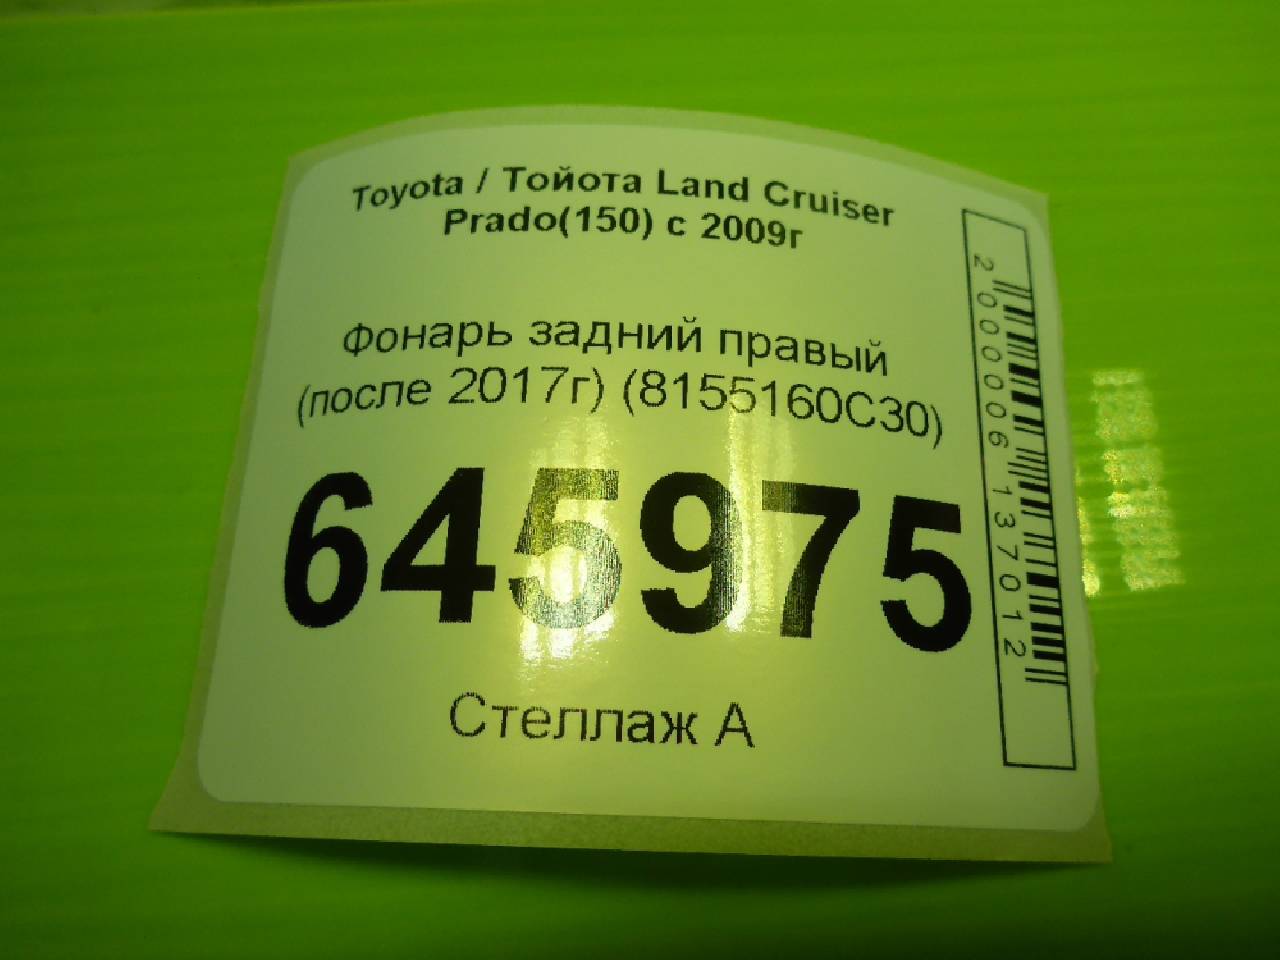 Toyota / Тойота Land Cruiser
Prado(150) с 2009г
Фонарь задний правый
(после 2017г) (8155160C30)
645975
Стеллаж А
2000006137012